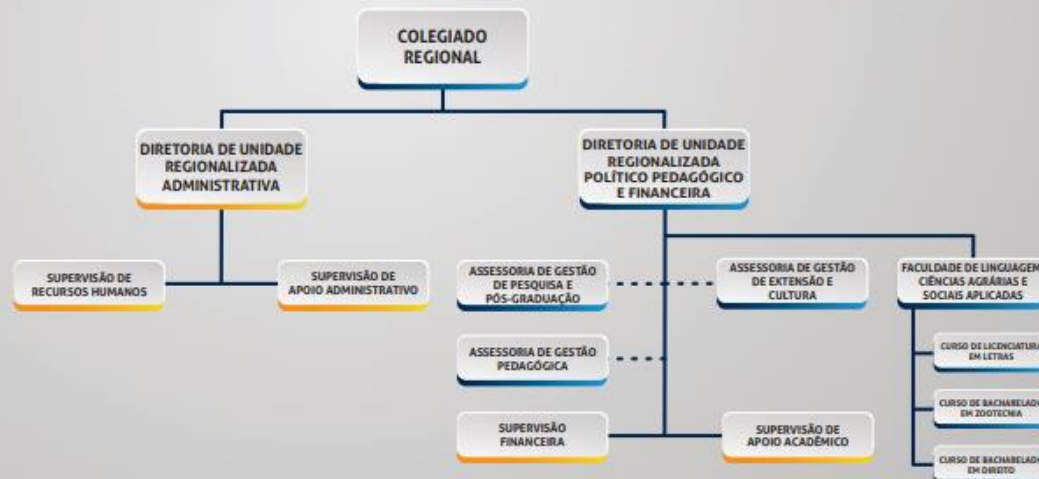 COLEGIADO
REGIONAL
DIRETORIA DE UNIDADE
REGIONALIZADA
ADMINISTRATIVA
DIRETORIA DE UNIDADE
REGIONALIZADA
POLÍTICO PEDAGÓGICO
E FINANCEIRA
SUPERVISÃO DE
RECURSOS HUMANOS
SUPERVISÃO DE
APOIO ADMINISTRATIVO
ASSESSORIA DE GESTÃO
DE PESQUISA E
PÓS-GRADUAÇÃO
ASSESSORIA DE GESTÃO
DE EXTENSÃO E
CULTURA
FACULDADE DE LINGUAGEM
CIÊNCIAS AGRÁRIAS E
SOCIAIS APLICADAS
ASSESSORIA DE GESTÃO
PEDAGÓGICA
CURSO DE LICENCIATURA
EM LETRAS
CURSO DE BACHARELADO
EM ZOOTECNIA
SUPERVISÃO
FINANCEIRA
SUPERVISÃO DE
APOIO ACADÊMICO
CURSO DE BACHARELADO
EM DIREITO